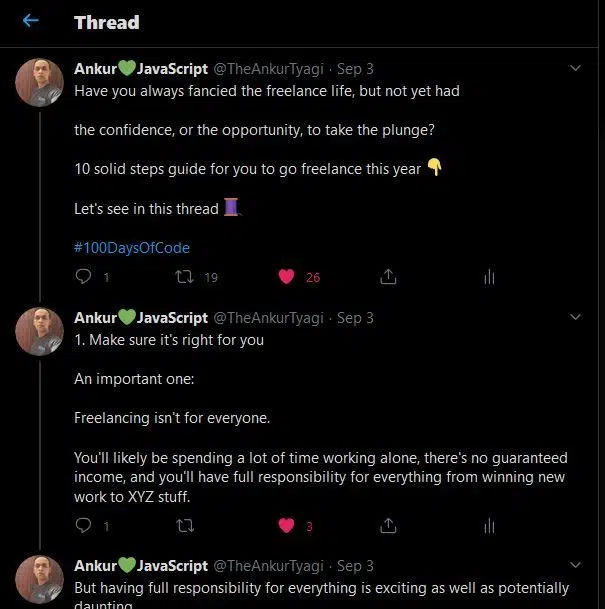 Thread
Ankur💚JavaScript @TheAnkurTyagi · Sep 3
Have you always fancied the freelance life, but not yet had
the confidence, or the opportunity, to take the plunge?
10 solid steps guide for you to go freelance this year 👇
Let's see in this thread 🧵
#100DaysOfCode
1 19 26
Ankur💚JavaScript @TheAnkurTyagi · Sep 3
1. Make sure it's right for you
An important one:
Freelancing isn't for everyone.
You'll likely be spending a lot of time working alone, there's no guaranteed
income, and you'll have full responsibility for everything from winning new
work to XYZ stuff.
1 3
Ankur💚JavaScript @TheAnkurTyagi · Sep 3
But having full responsibility for everything is exciting as well as potentially
daunting